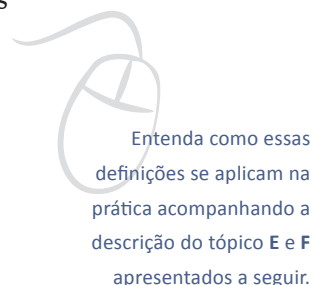 s
Entenda como essas
definições se aplicam na
prática acompanhando a
descrição do tópico E e F
apresentados a seguir.